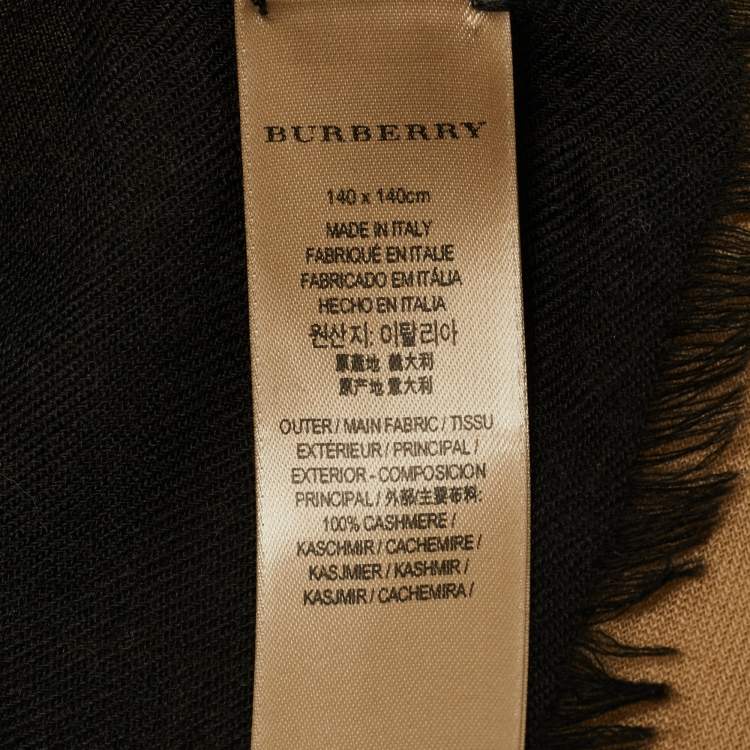 BURBERRY
140 x 140cm
MADE IN ITALY
FABRIQUÉ EN ITALIE
FABRICADO EM ITÁLIA
HECHO EN ITALIA
원산지: 이탈리아
原產地 義大利
原产地 意大利
OUTER / MAIN FABRIC / TISSU
EXTÉRIEUR / PRINCIPAL /
EXTERIOR - COMPOSICION
PRINCIPAL / 外部/主要布料:
100% CASHMERE /
KASCHMIR / CACHEMIRE /
KASJMIER / KASHMIR /
KASJMIR / CACHEMIRA /